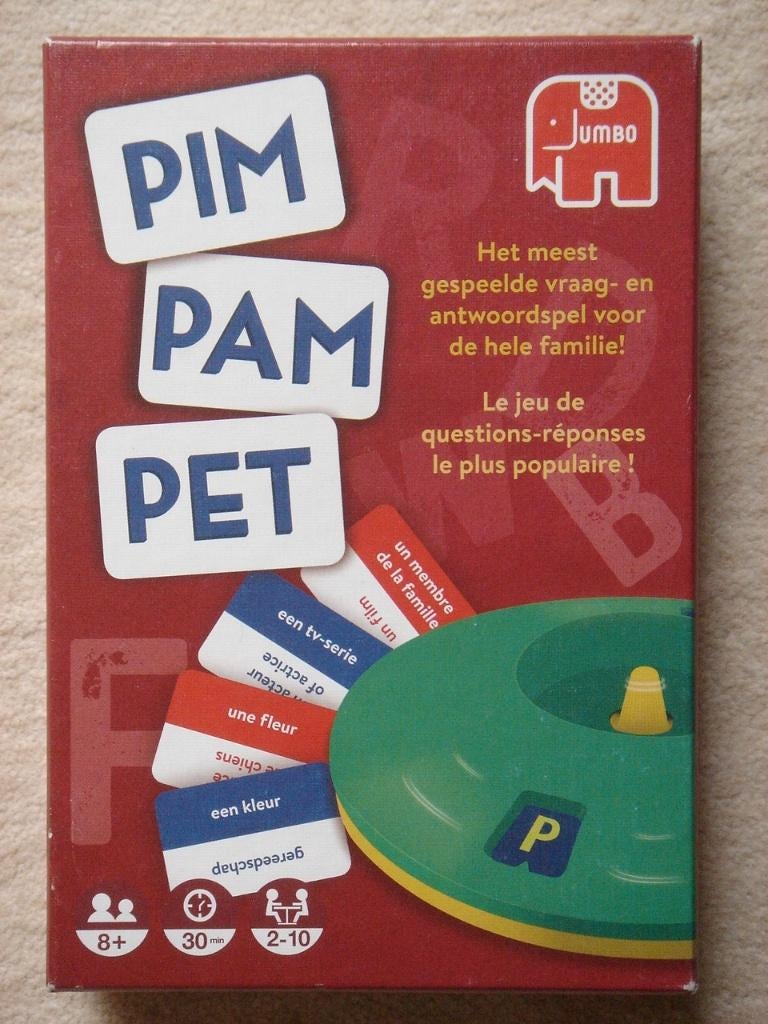 PIM
PAM
PET
JUMBO
Het meest
gespeelde vraag- en
antwoordspel voor
de hele familie!
Le jeu de
questions-réponses
le plus populaire !
un membre
de la famille
un film
een tv-serie
acteur
of actrice
une fleur
chiens
een kleur
gereedschap
P
R
W
B
F
8+
30 min
2-10